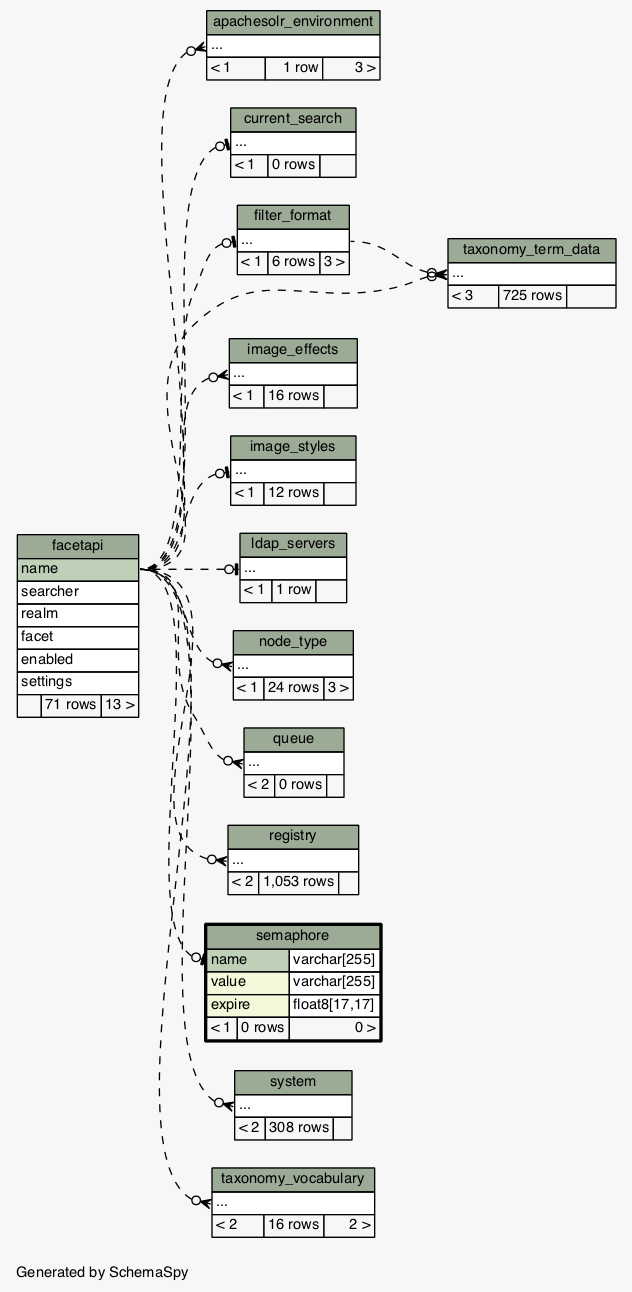 apachesolr_environment
...
< 1 1 row 3 >
current_search
...
< 1 0 rows
filter_format
...
< 1 6 rows 3 >
taxonomy_term_data
...
< 3 725 rows
image_effects
...
< 1 16 rows
image_styles
...
< 1 12 rows
facetapi
name
searcher
realm
facet
enabled
settings
71 rows 13 >
ldap_servers
...
< 1 1 row
node_type
...
< 1 24 rows 3 >
queue
...
< 2 0 rows
registry
...
< 2 1,053 rows
semaphore
name varchar[255]
value varchar[255]
expire float8[17,17]
< 1 0 rows 0 >
system
...
< 2 308 rows
taxonomy_vocabulary
...
< 2 16 rows 2 >
Generated by SchemaSpy